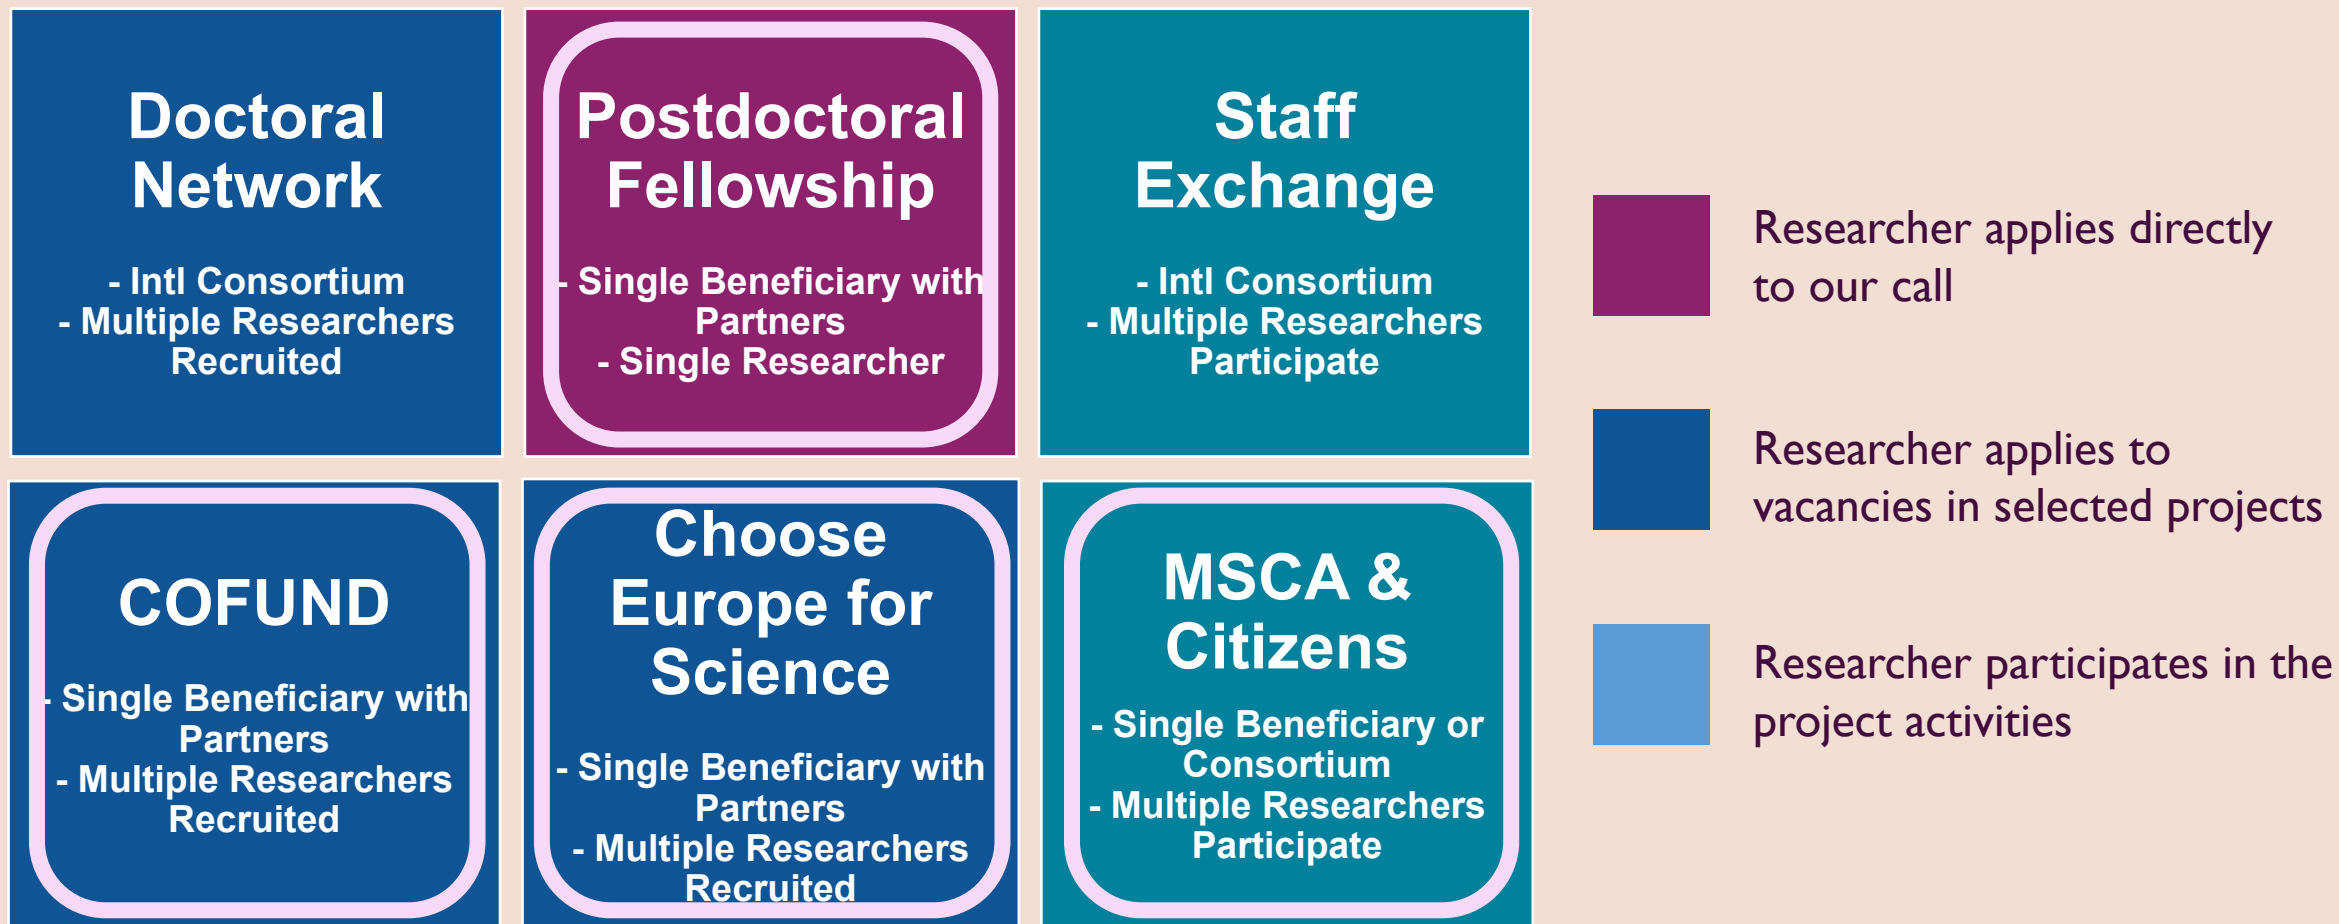 Doctoral
Network
- Intl Consortium
- Multiple Researchers
Recruited
Postdoctoral
Fellowship
- Single Beneficiary with
Partners
- Single Researcher
Staff
Exchange
- Intl Consortium
- Multiple Researchers
Participate
COFUND
- Single Beneficiary with
Partners
- Multiple Researchers
Recruited
Choose
Europe for
Science
- Single Beneficiary with
Partners
- Multiple Researchers
Recruited
MSCA &
Citizens
- Single Beneficiary or
Consortium
- Multiple Researchers
Participate
Researcher applies directly
to our call
Researcher applies to
vacancies in selected projects
Researcher participates in the
project activities